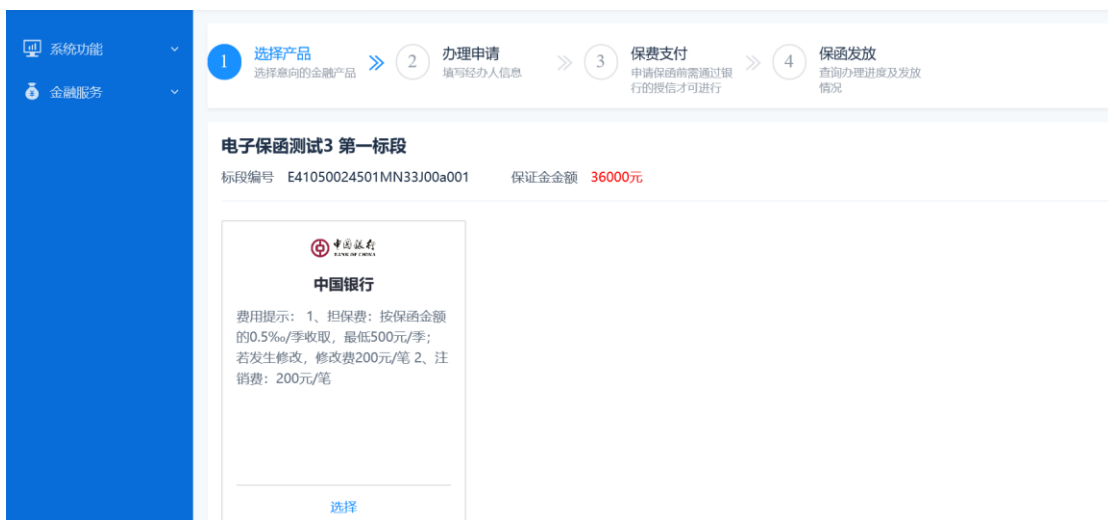 系统功能
金融服务
1 选择产品
选择意向的金融产品
2 办理申请
填写经办人信息
3 保费支付
申请保函前需通过银
行的授信才可进行
4 保函发放
查询办理进度及发放
情况
电子保函测试3 第一标段
标段编号 E41050024501MN33J00a001 保证金金额 36000元
中国银行
BANK OF CHINA
中国银行
费用提示： 1、担保费：按保函金额
的0.5‰/季收取，最低500元/季；
若发生修改，修改费200元/笔 2、注
销费：200元/笔
选择